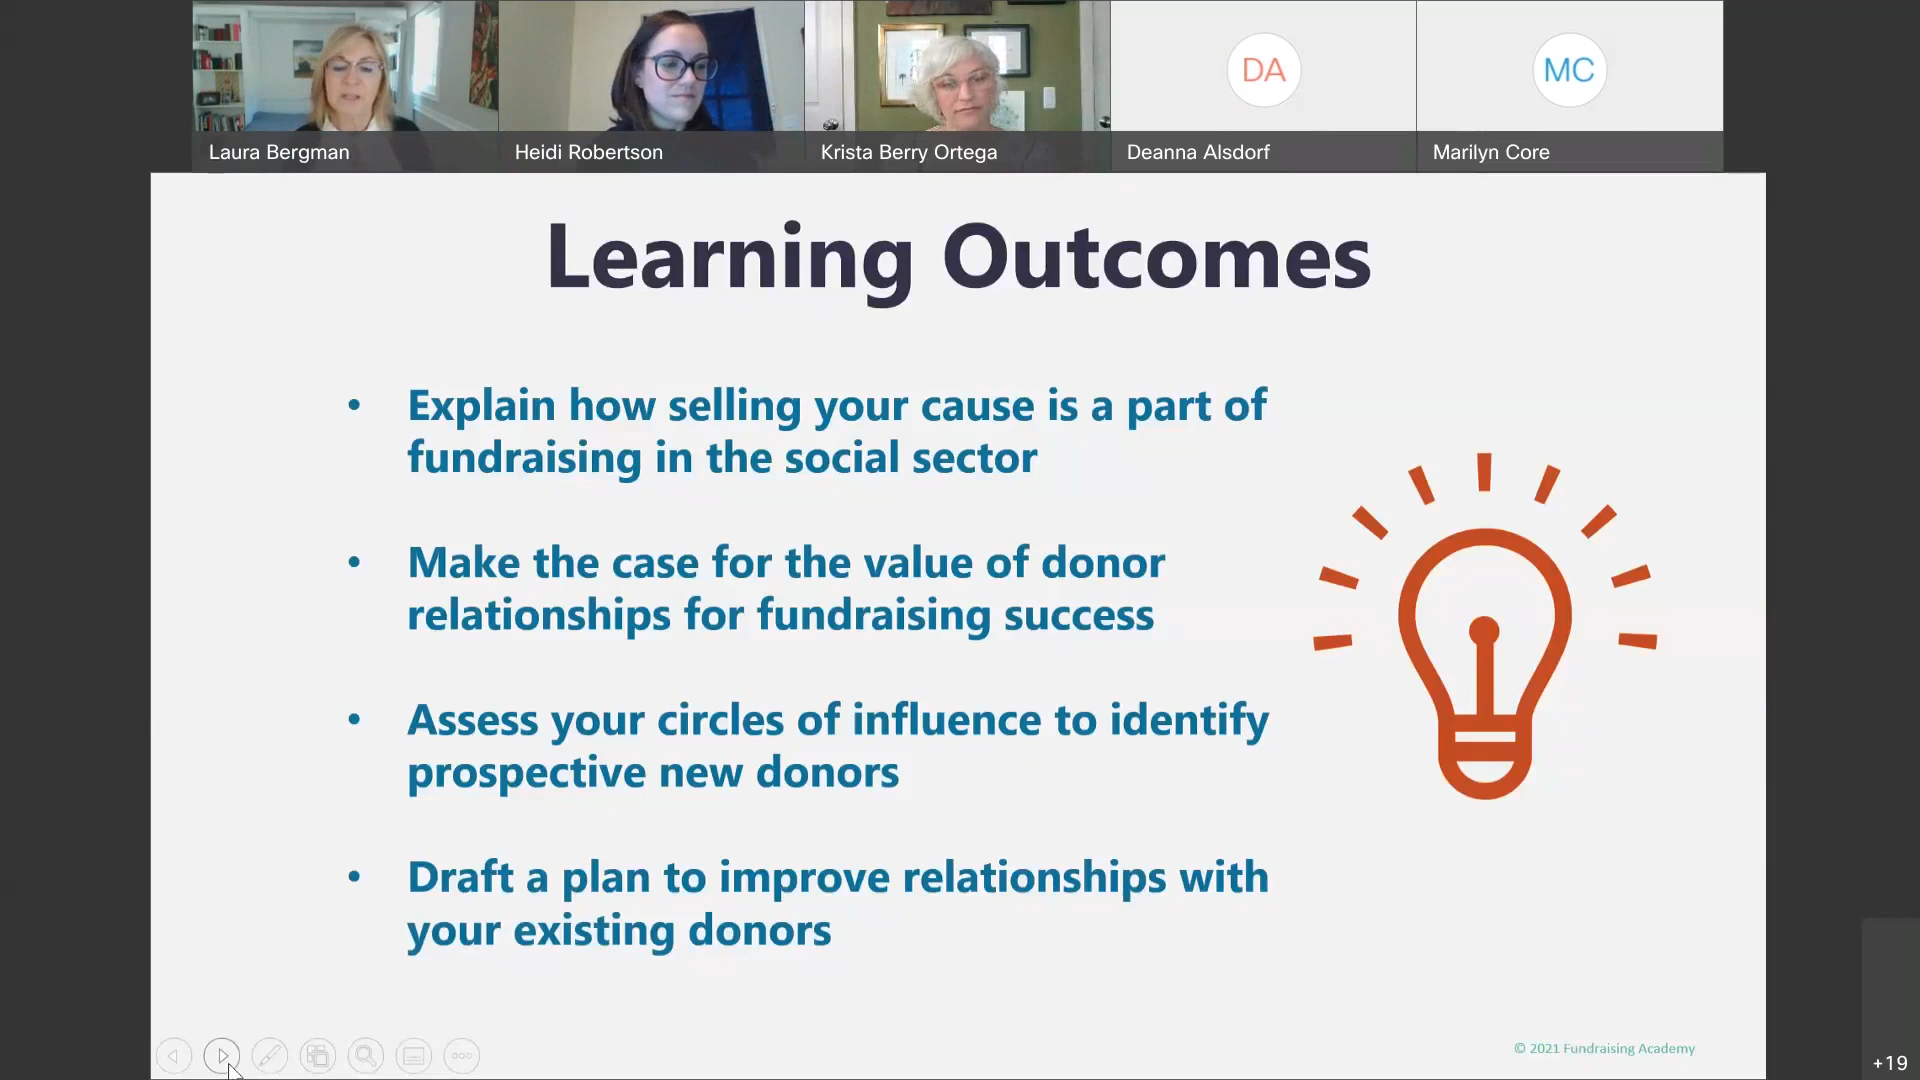 DA
MC
Laura Bergman
Heidi Robertson
Krista Berry Ortega
Deanna Alsdorf
Marilyn Core
Learning Outcomes
• Explain how selling your cause is a part of
fundraising in the social sector
• Make the case for the value of donor
relationships for fundraising success
• Assess your circles of influence to identify
prospective new donors
• Draft a plan to improve relationships with
your existing donors
© 2021 Fundraising Academy
+19